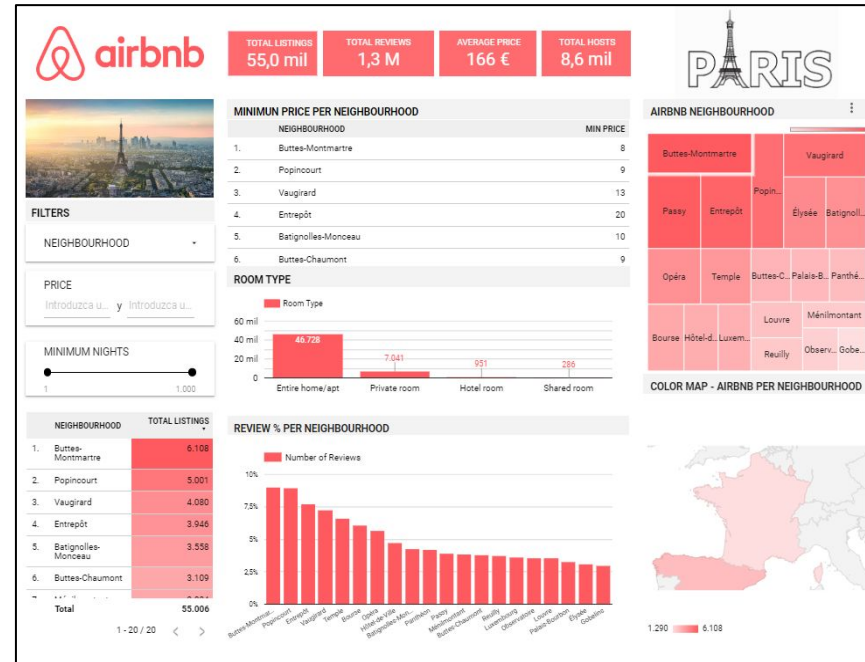 airbnb
TOTAL LISTINGS
55,0 mil
TOTAL REVIEWS
1,3 M
AVERAGE PRICE
166 €
TOTAL HOSTS
8,6 mil
PARIS
FILTERS
NEIGHBOURHOOD
PRICE
Introduzca u... y Introduzca u...
MINIMUM NIGHTS
1 1.000
NEIGHBOURHOOD TOTAL LISTINGS
1. Buttes-
Montmartre 6.108
2. Popincourt 5.001
3. Vaugirard 4.080
4. Entrepôt 3.946
5. Batignolles-
Monceau 3.558
6. Buttes-Chaumont 3.109
Total 55.006
1 - 20 / 20 < >
MINIMUN PRICE PER NEIGHBOURHOOD
NEIGHBOURHOOD MIN PRICE
1. Buttes-Montmartre 8
2. Popincourt 9
3. Vaugirard 13
4. Entrepôt 20
5. Batignolles-Monceau 10
6. Buttes-Chaumont 9
ROOM TYPE
Room Type
60 mil
40 mil
20 mil
0
46.728
7.041
951
286
Entire home/apt Private room Hotel room Shared room
REVIEW % PER NEIGHBOURHOOD
Number of Reviews
10%
7,5%
5%
2,5%
0%
Buttes-Montmar...
Popincourt
Entrepôt
Vaugirard
Temple
Bourse
Opéra
Hôtel-de-Ville
Batignolles-Mon...
Panthéon
Passy
Ménilmontant
Buttes-Chaumont
Reuilly
Luxembourg
Observatoire
Louvre
Palais-Bourbon
Élysée
Gobelins
AIRBNB NEIGHBOURHOOD
Buttes-Montmartre
Popin...
Vaugirard
Passy
Entrepôt
Élysée
Batignoll...
Opéra
Temple
Buttes-C...
Palais-B...
Panthé...
Bourse
Hôtel-d...
Luxem...
Louvre
Ménilmontant
Reuilly
Observ...
Gobe...
COLOR MAP - AIRBNB PER NEIGHBOURHOOD
1.290 6.108